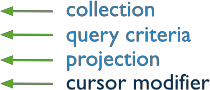 collection
query criteria
projection
cursor modifier